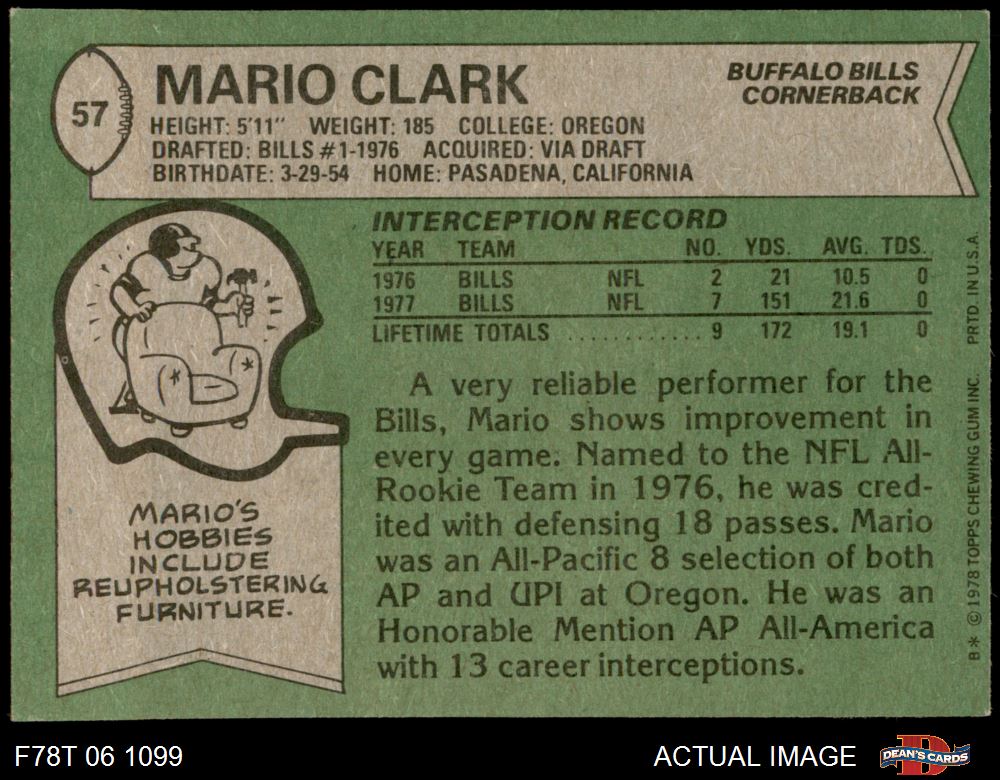 57
MARIO CLARK
BUFFALO BILLS
CORNERBACK
HEIGHT: 5'11" WEIGHT: 185 COLLEGE: OREGON
DRAFTED: BILLS #1-1976 ACQUIRED: VIA DRAFT
BIRTHDATE: 3-29-54 HOME: PASADENA, CALIFORNIA
INTERCEPTION RECORD
YEAR TEAM NO. YDS. AVG. TDS.
1976 BILLS NFL 2 21 10.5 0
1977 BILLS NFL 7 151 21.6 0
LIFETIME TOTALS ............ 9 172 19.1 0
A very reliable performer for the
Bills, Mario shows improvement in
every game. Named to the NFL All-
Rookie Team in 1976, he was cred-
ited with defensing 18 passes. Mario
was an All-Pacific 8 selection of both
AP and UPI at Oregon. He was an
Honorable Mention AP All-America
with 13 career interceptions.
MARIO'S
HOBBIES
INCLUDE
REUPHOLSTERING
FURNITURE.
B* © 1978 TOPPS CHEWING GUM INC. PRTD. IN U.S.A.
F78T 06 1099
ACTUAL IMAGE
D
DEAN'S CARDS